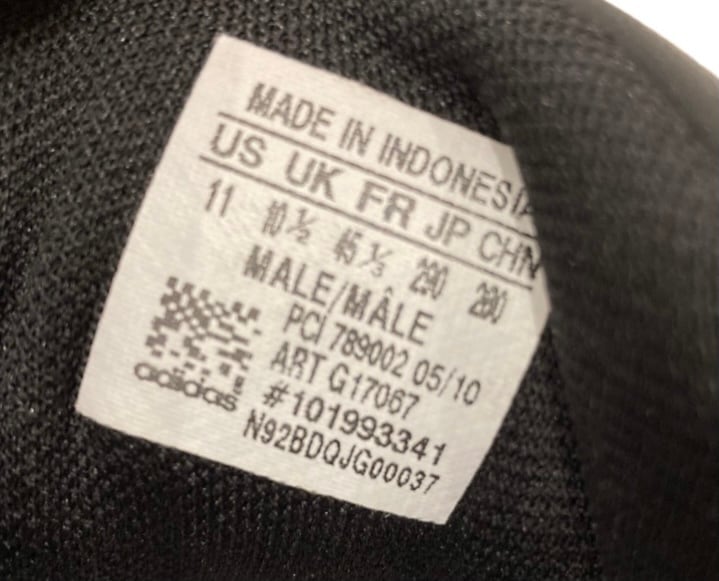 MADE IN INDONESIA
US UK FR JP CHN
11 10½ 45⅓ 290 280
MALE/MÂLE
PCI 789002 05/10
ART G17067
#101993341
N92BDQJG00037
adidas